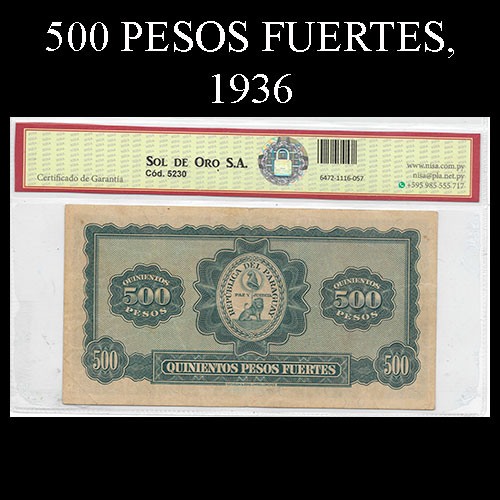 500 PESOS FUERTES,
1936
Certificado de Garantía
SOL DE ORO S.A.
Cód. 5230
6472-1116-057
www.nisa.com.py
nisa@pla.net.py
+595 985 555.717
REPUBLICA DEL PARAGUAY
PAZ Y JUSTICIA
QUINIENTOS
500
PESOS
QUINIENTOS
500
PESOS
500
QUINIENTOS PESOS FUERTES
500